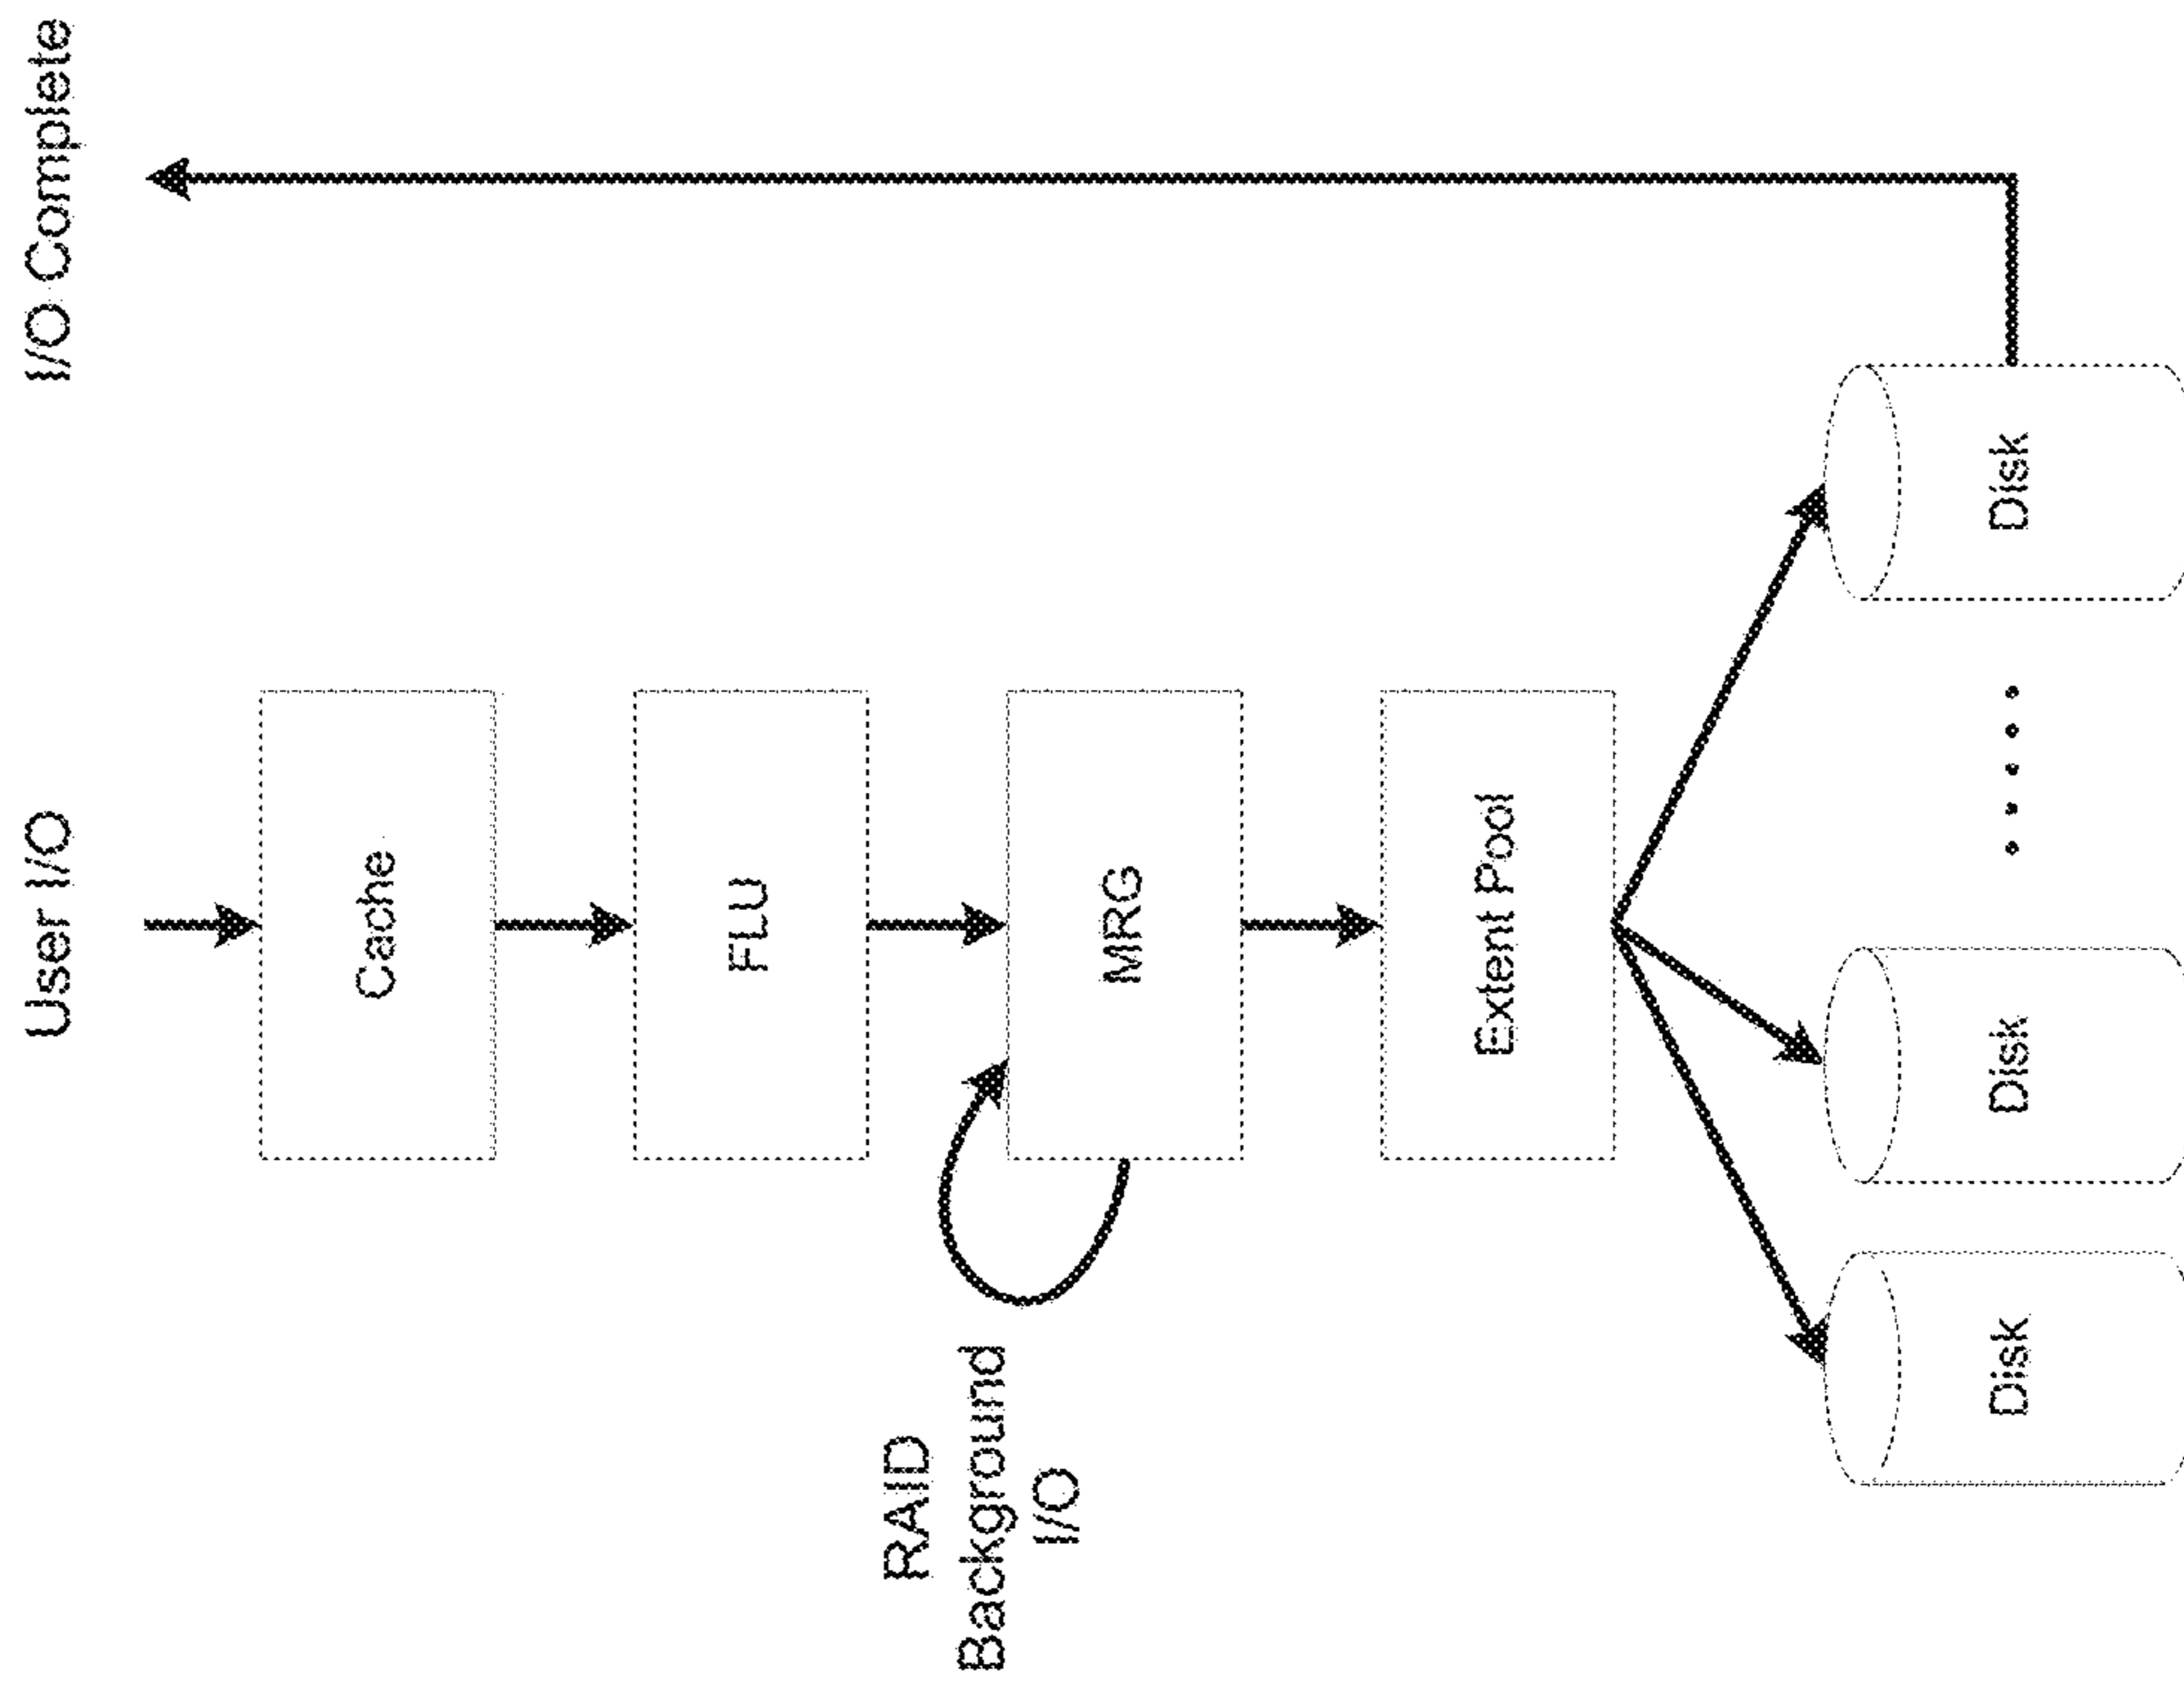 User I/O
I/O Complete
Cache
FLU
RAID
Background
I/O
MRG
Extent Pool
Disk
Disk
Disk